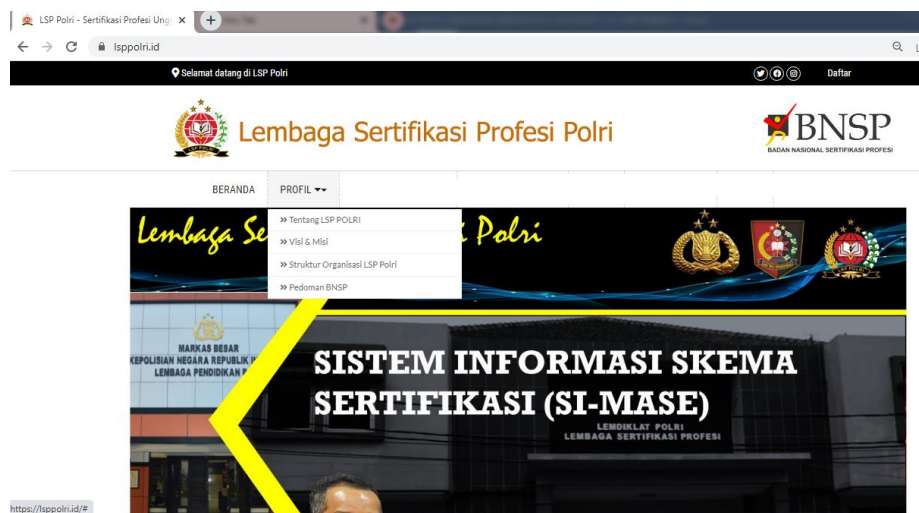 LSP Polri - Sertifikasi Profesi Ung
lsppolri.id
Selamat datang di LSP Polri
Daftar
LSP POLRI
Lembaga Sertifikasi Profesi Polri
BNSP
BADAN NASIONAL SERTIFIKASI PROFESI
BERANDA PROFIL
Lembaga Se
i Polri
» Tentang LSP POLRI
» Visi & Misi
» Struktur Organisasi LSP Polri
» Pedoman BNSP
MARKAS BESAR
KEPOLISIAN NEGARA REPUBLIK
LEMBAGA PENDIDIKAN
SISTEM INFORMASI SKEMA
SERTIFIKASI (SI-MASE)
LEMDIKLAT POLRI
LEMBAGA SERTIFIKASI PROFESI
https://lsppolri.id/#